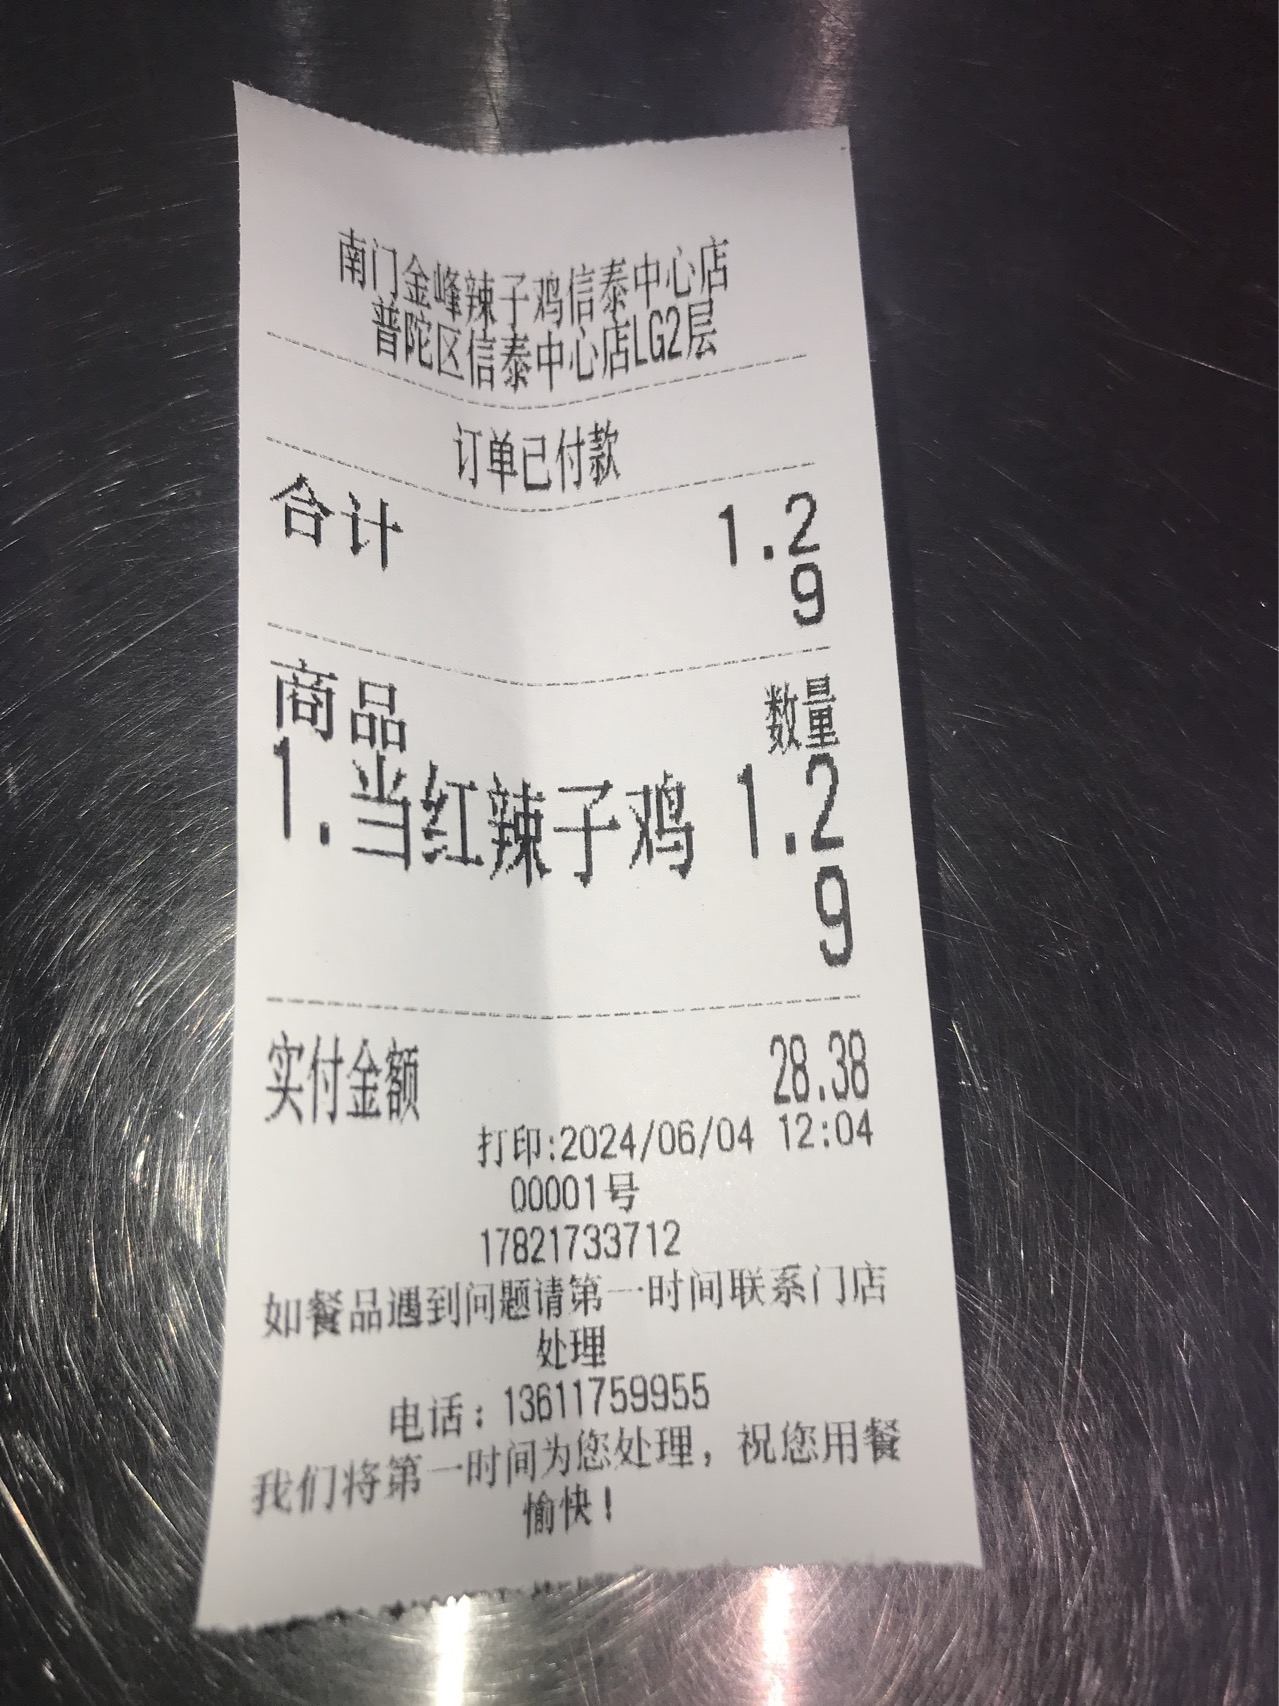 南门金峰辣子鸡信泰中心店
普陀区信泰中心店LG2层
订单已付款
合计 1.2
9
商品 数量
1.当红辣子鸡 1.2
9
实付金额 28.38
打印:2024/06/04 12:04
00001号
17821733712
如餐品遇到问题请第一时间联系门店
处理
电话：13611759955
我们将第一时间为您处理，祝您用餐
愉快！